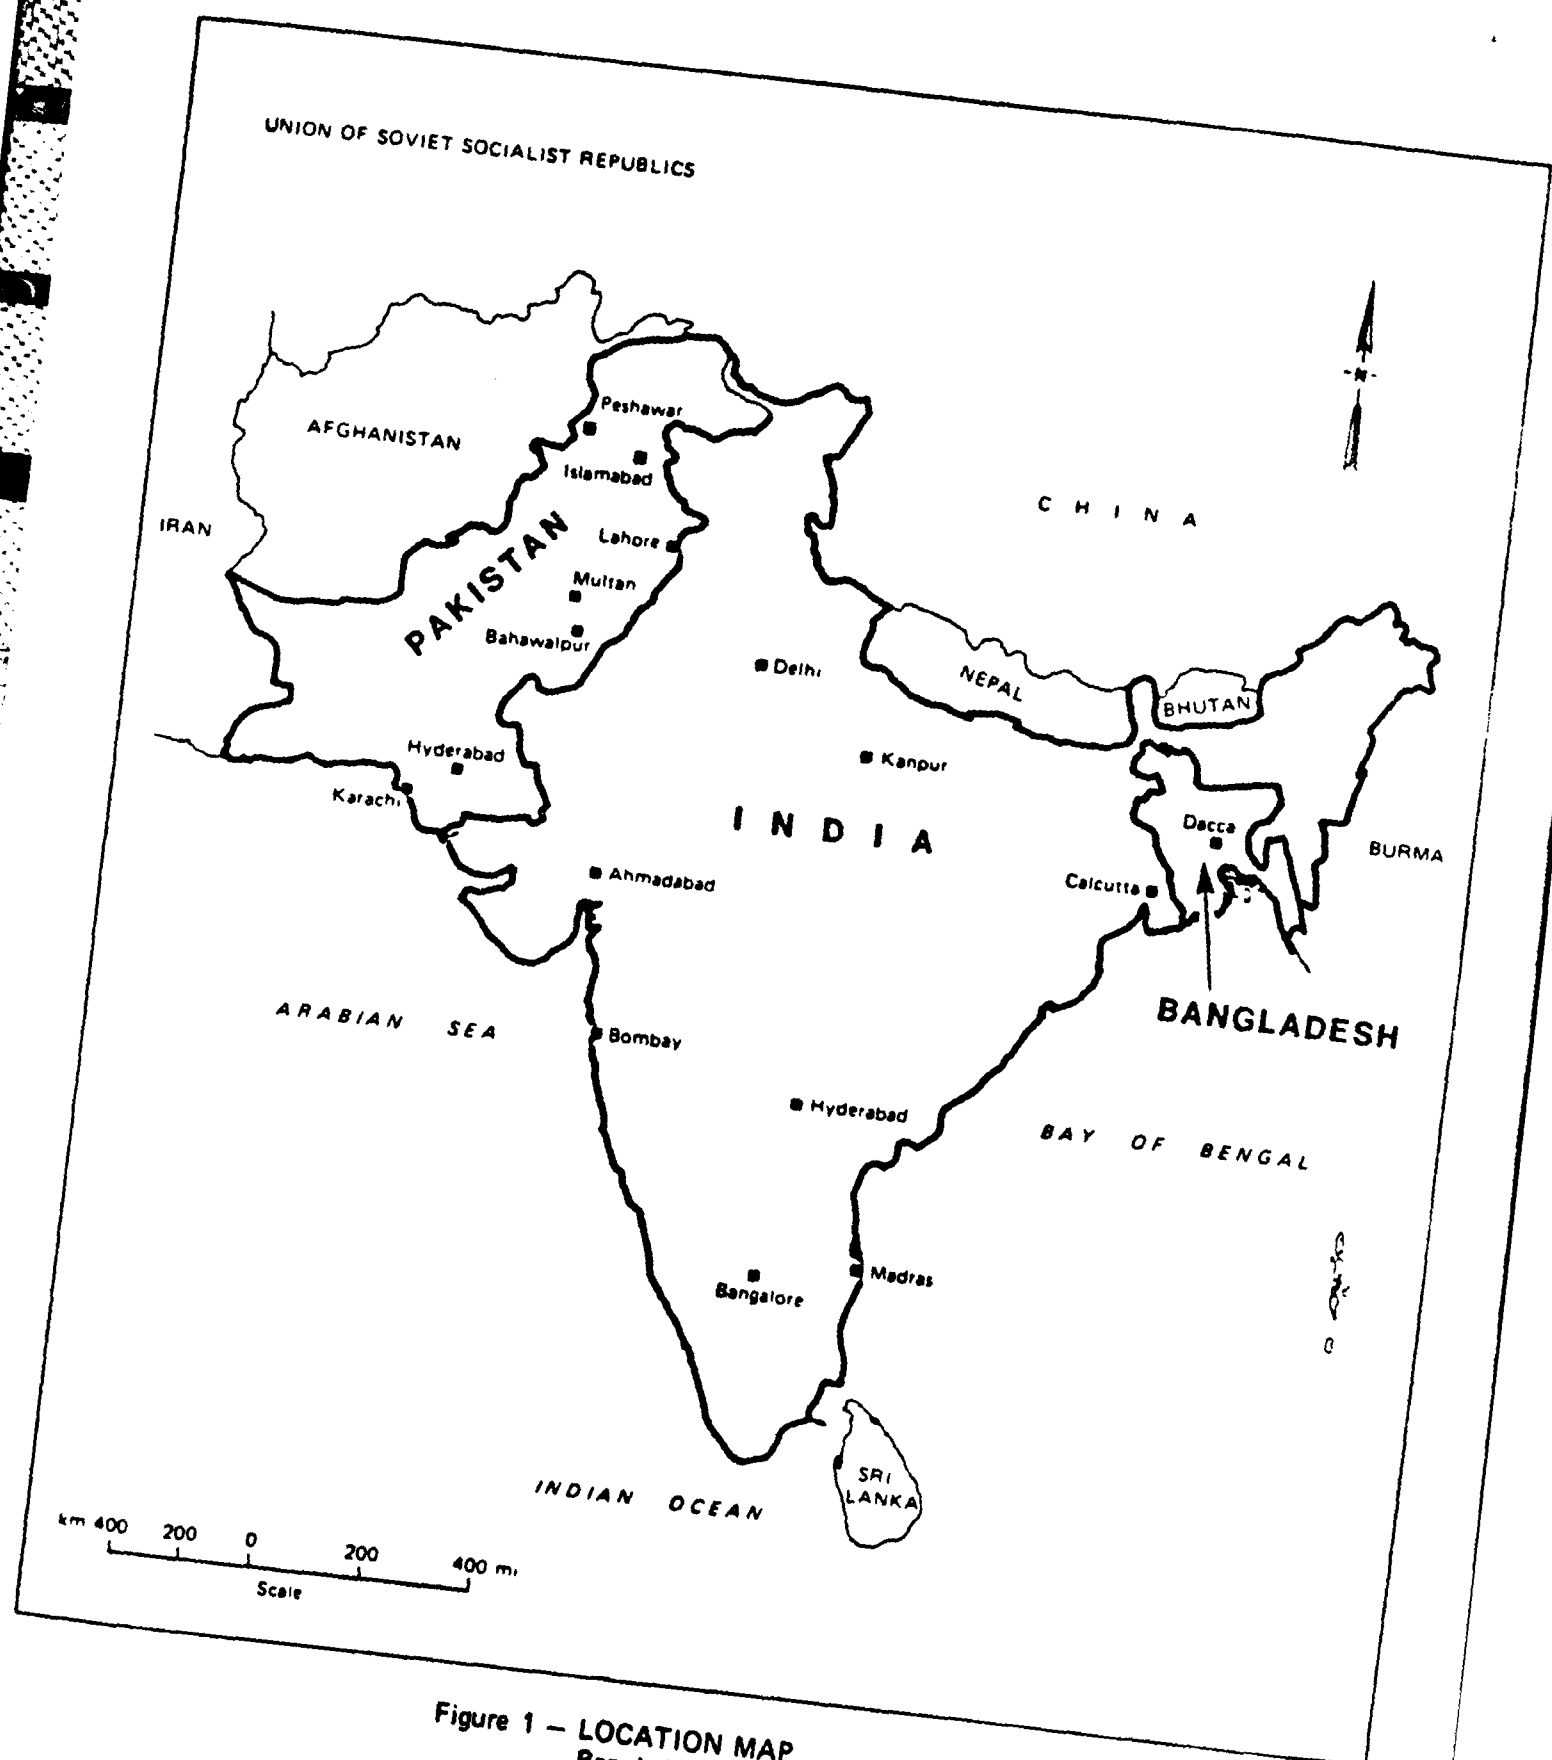 UNION OF SOVIET SOCIALIST REPUBLICS
N
Peshawar
AFGHANISTAN
Islamabad
CHINA
IRAN
Lahore
PAKISTAN
Multan
Bahawalpur
Delhi
NEPAL
BHUTAN
Hyderabad
Kanpur
Karachi
INDIA
Dacca
BURMA
Ahmadabad
Calcutta
ARABIAN SEA
BANGLADESH
Bombay
Hyderabad
BAY OF BENGAL
Bangalore
Madras
SRI
LANKA
INDIAN OCEAN
km 400 200 0 200 400 mi
Scale
Figure 1 – LOCATION MAP